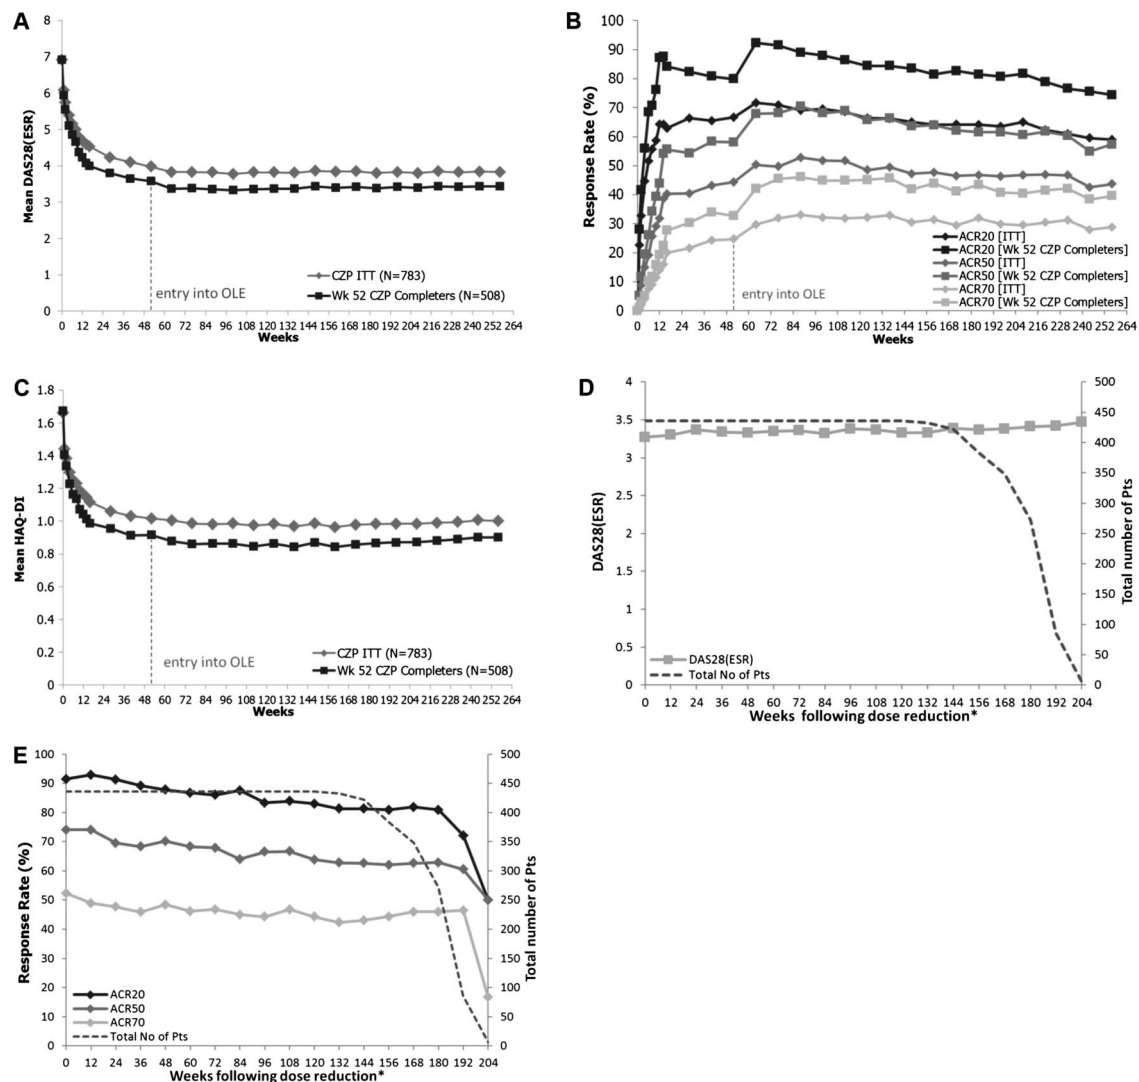 A
Mean DAS28(ESR)
8
7
6
5
4
3
2
1
0
entry into OLE
CZP ITT (N=783)
Wk 52 CZP Completers (N=508)
0 12 24 36 48 60 72 84 96 108 120 132 144 156 168 180 192 204 216 228 240 252 264
Weeks
B
Response Rate (%)
100
90
80
70
60
50
40
30
20
10
0
entry into OLE
ACR20 [ITT]
ACR20 [Wk 52 CZP Completers]
ACR50 [ITT]
ACR50 [Wk 52 CZP Completers]
ACR70 [ITT]
ACR70 [Wk 52 CZP Completers]
0 12 24 36 48 60 72 84 96 108 120 132 144 156 168 180 192 204 216 228 240 252 264
Weeks
C
Mean HAQ-DI
1.8
1.6
1.4
1.2
1.0
0.8
0.6
0.4
0.2
0.0
entry into OLE
CZP ITT (N=783)
Wk 52 CZP Completers (N=508)
0 12 24 36 48 60 72 84 96 108 120 132 144 156 168 180 192 204 216 228 240 252 264
Weeks
D
DAS28(ESR)
4
3.5
3
2.5
2
1.5
1
0.5
0
DAS28(ESR)
Total No of Pts
500
450
400
350
300
250
200
150
100
50
0
Total number of Pts
0 12 24 36 48 60 72 84 96 108 120 132 144 156 168 180 192 204
Weeks following dose reduction*
E
Response Rate (%)
100
90
80
70
60
50
40
30
20
10
0
ACR20
ACR50
ACR70
Total No of Pts
500
450
400
350
300
250
200
150
100
50
0
Total number of Pts
0 12 24 36 48 60 72 84 96 108 120 132 144 156 168 180 192 204
Weeks following dose reduction*